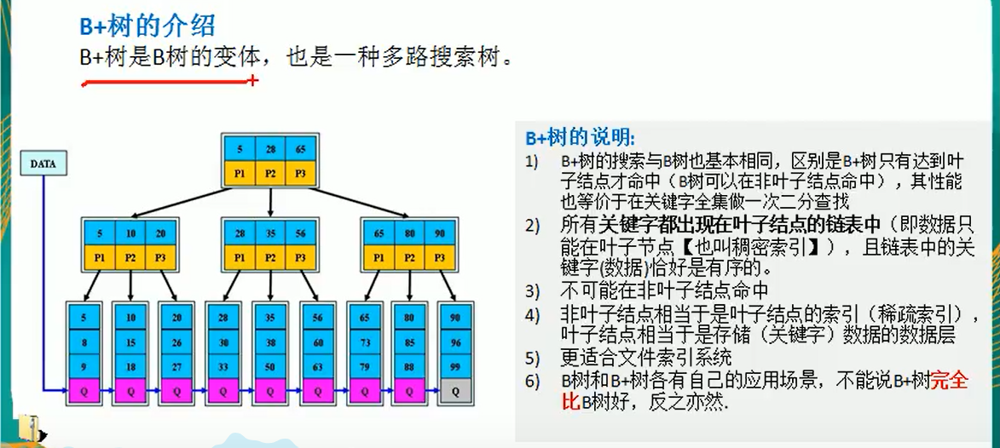 B+树的介绍
B+树是B树的变体，也是一种多路搜索树。
DATA
5 28 65
P1 P2 P3
5 10 20
P1 P2 P3
28 35 56
P1 P2 P3
65 80 90
P1 P2 P3
5 10 20 28 35 56 65 80 90
8 15 26 30 38 60 73 85 96
9 18 27 33 50 63 79 88 99
Q Q Q Q Q Q Q Q Q
B+树的说明:
1) B+树的搜索与B树也基本相同，区别是B+树只有达到叶
子结点才命中（B树可以在非叶子结点命中），其性能
也等价于在关键字全集做一次二分查找
2) 所有关键字都出现在叶子结点的链表中（即数据只
能在叶子节点【也叫稠密索引】），且链表中的关
键字(数据)恰好是有序的。
3) 不可能在非叶子结点命中
4) 非叶子结点相当于是叶子结点的索引（稀疏索引），
叶子结点相当于是存储（关键字）数据的数据层
5) 更适合文件索引系统
6) B树和B+树各有自己的应用场景，不能说B+树完全
比B树好，反之亦然.